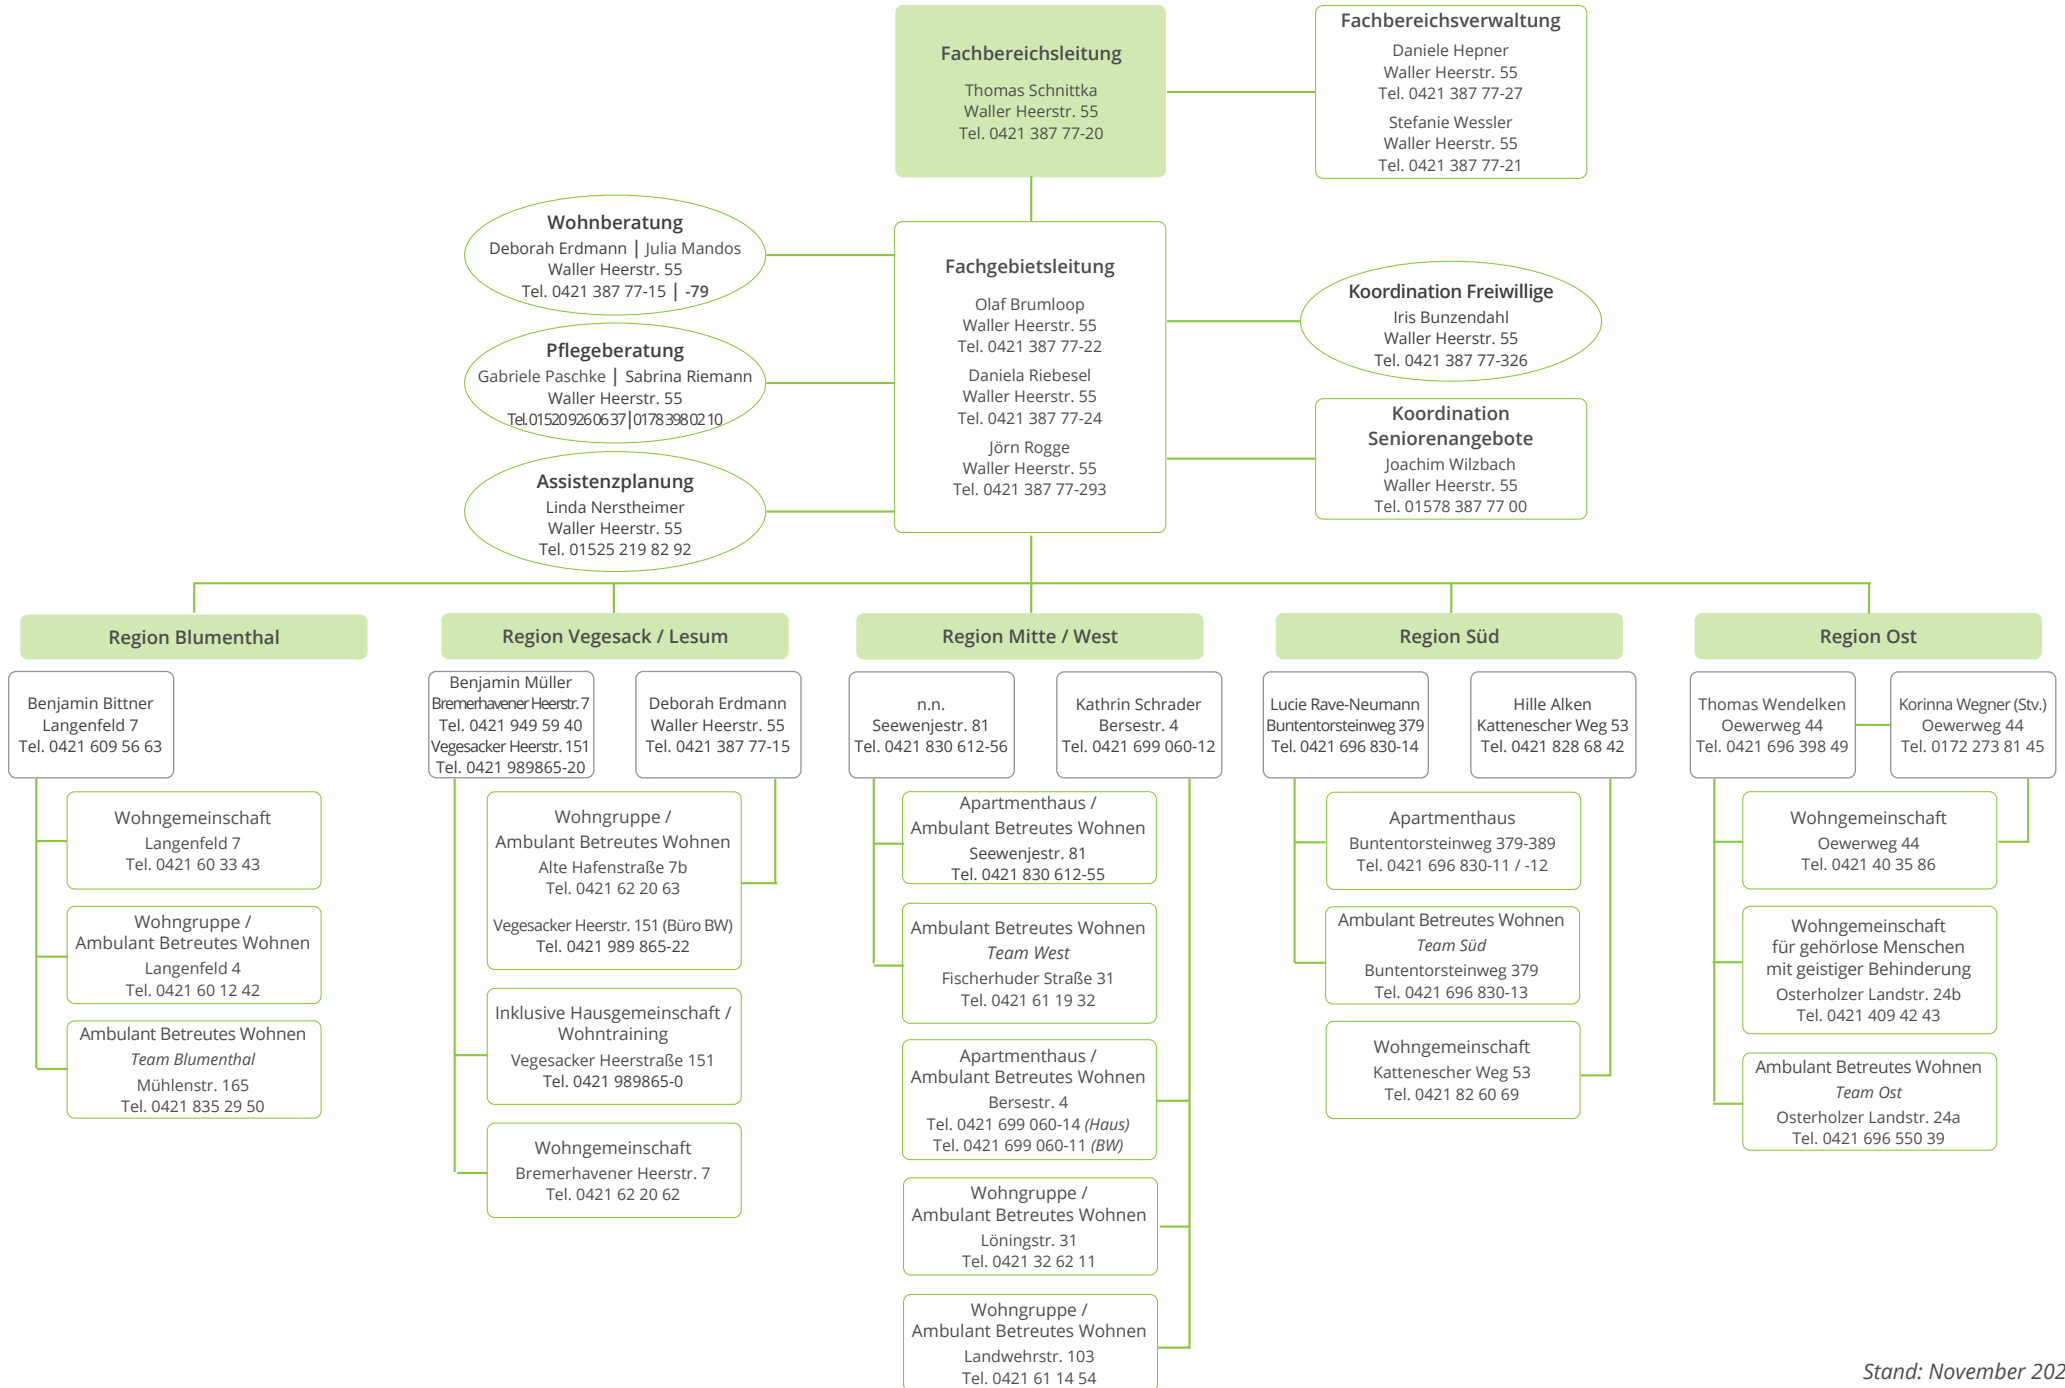 Fachbereichsleitung
Thomas Schnittka
Waller Heerstr. 55
Tel. 0421 387 77-20
Fachbereichsverwaltung
Daniele Hepner
Waller Heerstr. 55
Tel. 0421 387 77-27
Stefanie Wessler
Waller Heerstr. 55
Tel. 0421 387 77-21
Wohnberatung
Deborah Erdmann | Julia Mandos
Waller Heerstr. 55
Tel. 0421 387 77-15 | -79
Pflegeberatung
Gabriele Paschke | Sabrina Riemann
Waller Heerstr. 55
Tel. 01520 926 06 37 | 0178 398 02 10
Assistenzplanung
Linda Nerstheimer
Waller Heerstr. 55
Tel. 01525 219 82 92
Fachgebietsleitung
Olaf Brumloop
Waller Heerstr. 55
Tel. 0421 387 77-22
Daniela Riebesel
Waller Heerstr. 55
Tel. 0421 387 77-24
Jörn Rogge
Waller Heerstr. 55
Tel. 0421 387 77-293
Koordination Freiwillige
Iris Bunzendahl
Waller Heerstr. 55
Tel. 0421 387 77-326
Koordination
Seniorenangebote
Joachim Wilzbach
Waller Heerstr. 55
Tel. 01578 387 77 00
Region Blumenthal
Benjamin Bittner
Langenfeld 7
Tel. 0421 609 56 63
Wohngemeinschaft
Langenfeld 7
Tel. 0421 60 33 43
Wohngruppe /
Ambulant Betreutes Wohnen
Langenfeld 4
Tel. 0421 60 12 42
Ambulant Betreutes Wohnen
Team Blumenthal
Mühlenstr. 165
Tel. 0421 835 29 50
Region Vegesack / Lesum
Benjamin Müller
Bremerhavener Heerstr. 7
Tel. 0421 949 59 40
Vegesacker Heerstr. 151
Tel. 0421 989865-20
Deborah Erdmann
Waller Heerstr. 55
Tel. 0421 387 77-15
Wohngruppe /
Ambulant Betreutes Wohnen
Alte Hafenstraße 7b
Tel. 0421 62 20 63
Vegesacker Heerstr. 151 (Büro BW)
Tel. 0421 989 865-22
Inklusive Hausgemeinschaft /
Wohntraining
Vegesacker Heerstraße 151
Tel. 0421 989865-0
Wohngemeinschaft
Bremerhavener Heerstr. 7
Tel. 0421 62 20 62
Region Mitte / West
n.n.
Seewenjestr. 81
Tel. 0421 830 612-56
Kathrin Schrader
Bersestr. 4
Tel. 0421 699 060-12
Apartmenthaus /
Ambulant Betreutes Wohnen
Seewenjestr. 81
Tel. 0421 830 612-55
Ambulant Betreutes Wohnen
Team West
Fischerhuder Straße 31
Tel. 0421 61 19 32
Apartmenthaus /
Ambulant Betreutes Wohnen
Bersestr. 4
Tel. 0421 699 060-14 (Haus)
Tel. 0421 699 060-11 (BW)
Wohngruppe /
Ambulant Betreutes Wohnen
Löningstr. 31
Tel. 0421 32 62 11
Wohngruppe /
Ambulant Betreutes Wohnen
Landwehrstr. 103
Tel. 0421 61 14 54
Region Süd
Lucie Rave-Neumann
Buntentorsteinweg 379
Tel. 0421 696 830-14
Hille Alken
Kattenescher Weg 53
Tel. 0421 828 68 42
Apartmenthaus
Buntentorsteinweg 379-389
Tel. 0421 696 830-11 / -12
Ambulant Betreutes Wohnen
Team Süd
Buntentorsteinweg 379
Tel. 0421 696 830-13
Wohngemeinschaft
Kattenescher Weg 53
Tel. 0421 82 60 69
Region Ost
Thomas Wendelken
Oewerweg 44
Tel. 0421 696 398 49
Korinna Wegner (Stv.)
Oewerweg 44
Tel. 0172 273 81 45
Wohngemeinschaft
Oewerweg 44
Tel. 0421 40 35 86
Wohngemeinschaft
für gehörlose Menschen
mit geistiger Behinderung
Osterholzer Landstr. 24b
Tel. 0421 409 42 43
Ambulant Betreutes Wohnen
Team Ost
Osterholzer Landstr. 24a
Tel. 0421 696 550 39
Stand: November 202